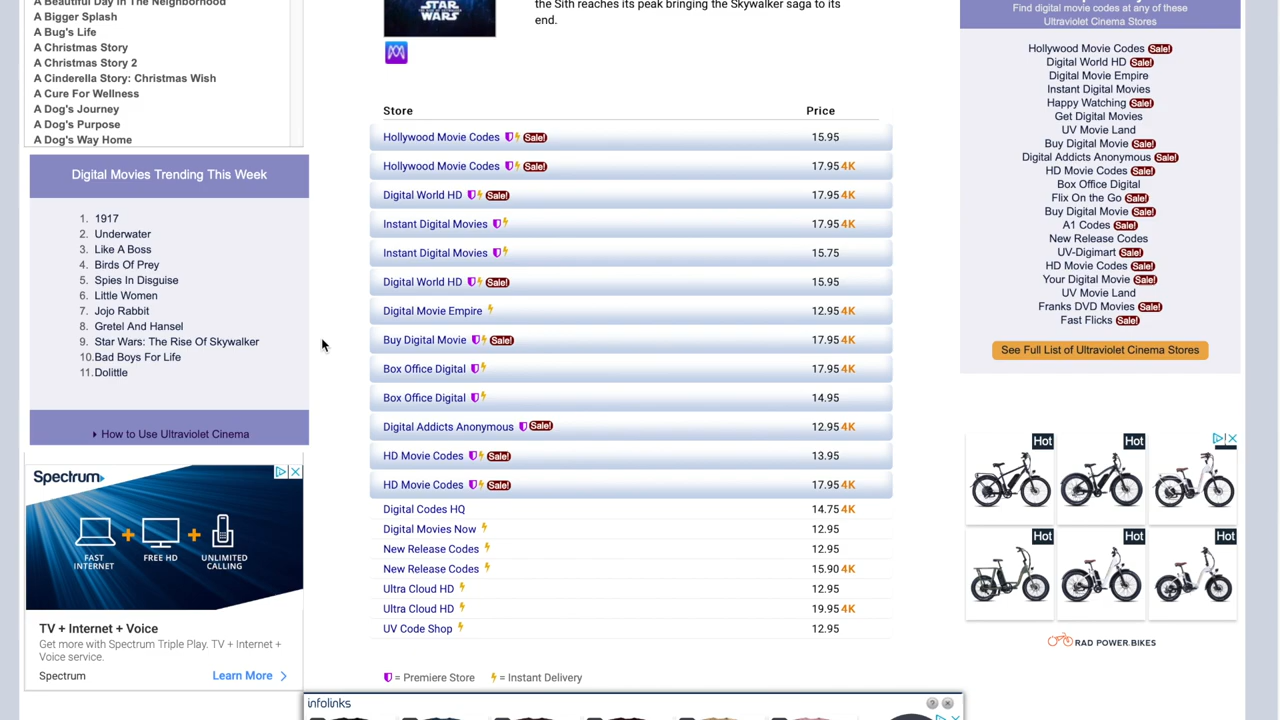 A Beautiful Day In The Neighborhood
A Bigger Splash
A Bug's Life
A Christmas Story
A Christmas Story 2
A Cinderella Story: Christmas Wish
A Cure For Wellness
A Dog's Journey
A Dog's Purpose
A Dog's Way Home
Digital Movies Trending This Week
1. 1917
2. Underwater
3. Like A Boss
4. Birds Of Prey
5. Spies In Disguise
6. Little Women
7. Jojo Rabbit
8. Gretel And Hansel
9. Star Wars: The Rise Of Skywalker
10. Bad Boys For Life
11. Dolittle
How to Use Ultraviolet Cinema
Spectrum
FAST INTERNET + FREE HD + UNLIMITED CALLING
TV + Internet + Voice
Get more with Spectrum Triple Play. TV + Internet +
Voice service.
Spectrum Learn More
STAR WARS
the Sith reaches its peak bringing the Skywalker saga to its
end.
Store Price
Hollywood Movie Codes Sale! 15.95
Hollywood Movie Codes Sale! 17.95 4K
Digital World HD Sale! 17.95 4K
Instant Digital Movies 17.95 4K
Instant Digital Movies 15.75
Digital World HD Sale! 15.95
Digital Movie Empire 12.95 4K
Buy Digital Movie Sale! 17.95 4K
Box Office Digital 17.95 4K
Box Office Digital 14.95
Digital Addicts Anonymous Sale! 12.95 4K
HD Movie Codes Sale! 13.95
HD Movie Codes Sale! 17.95 4K
Digital Codes HQ 14.75 4K
Digital Movies Now 12.95
New Release Codes 12.95
New Release Codes 15.90 4K
Ultra Cloud HD 12.95
Ultra Cloud HD 19.95 4K
UV Code Shop 12.95
= Premiere Store = Instant Delivery
infolinks
Find digital movie codes at any of these
Ultraviolet Cinema Stores
Hollywood Movie Codes Sale!
Digital World HD Sale!
Digital Movie Empire
Instant Digital Movies
Happy Watching Sale!
Get Digital Movies
UV Movie Land
Buy Digital Movie Sale!
Digital Addicts Anonymous Sale!
HD Movie Codes Sale!
Box Office Digital
Flix On the Go Sale!
Buy Digital Movie Sale!
A1 Codes Sale!
New Release Codes
UV-Digimart Sale!
HD Movie Codes Sale!
Your Digital Movie Sale!
UV Movie Land
Franks DVD Movies Sale!
Fast Flicks Sale!
See Full List of Ultraviolet Cinema Stores
Hot Hot
Hot Hot Hot
RAD POWER.BIKES